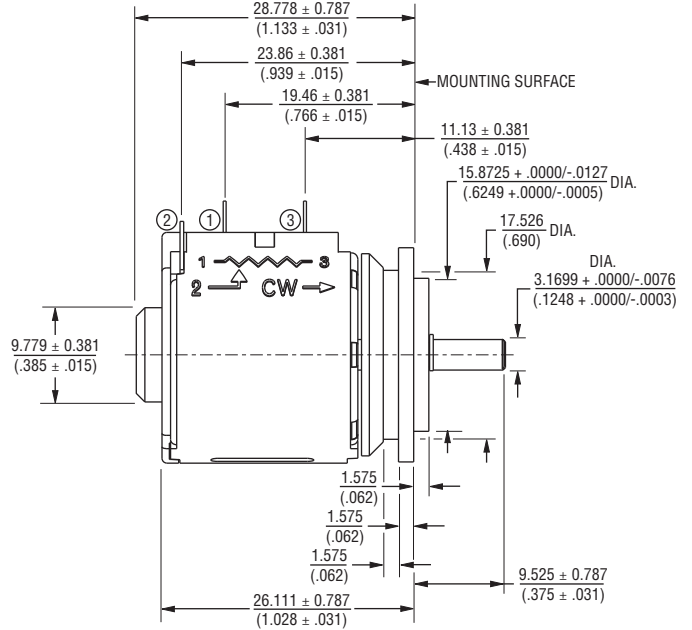 28.778 ± 0.787
(1.133 ± .031)
23.86 ± 0.381
(.939 ± .015)
MOUNTING SURFACE
19.46 ± 0.381
(.766 ± .015)
11.13 ± 0.381
(.438 ± .015)
15.8725 + .0000/-.0127
(.6249 +.0000/-.0005)
DIA.
17.526
(.690)
DIA.
DIA.
3.1699 + .0000/-.0076
(.1248 + .0000/-.0003)
2
1
3
1 3
2 CW
9.779 ± 0.381
(.385 ± .015)
1.575
(.062)
1.575
(.062)
1.575
(.062)
9.525 ± 0.787
(.375 ± .031)
26.111 ± 0.787
(1.028 ± .031)